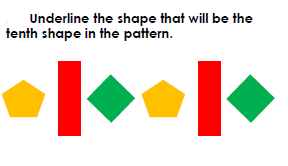 Underline the shape that will be the
tenth shape in the pattern.